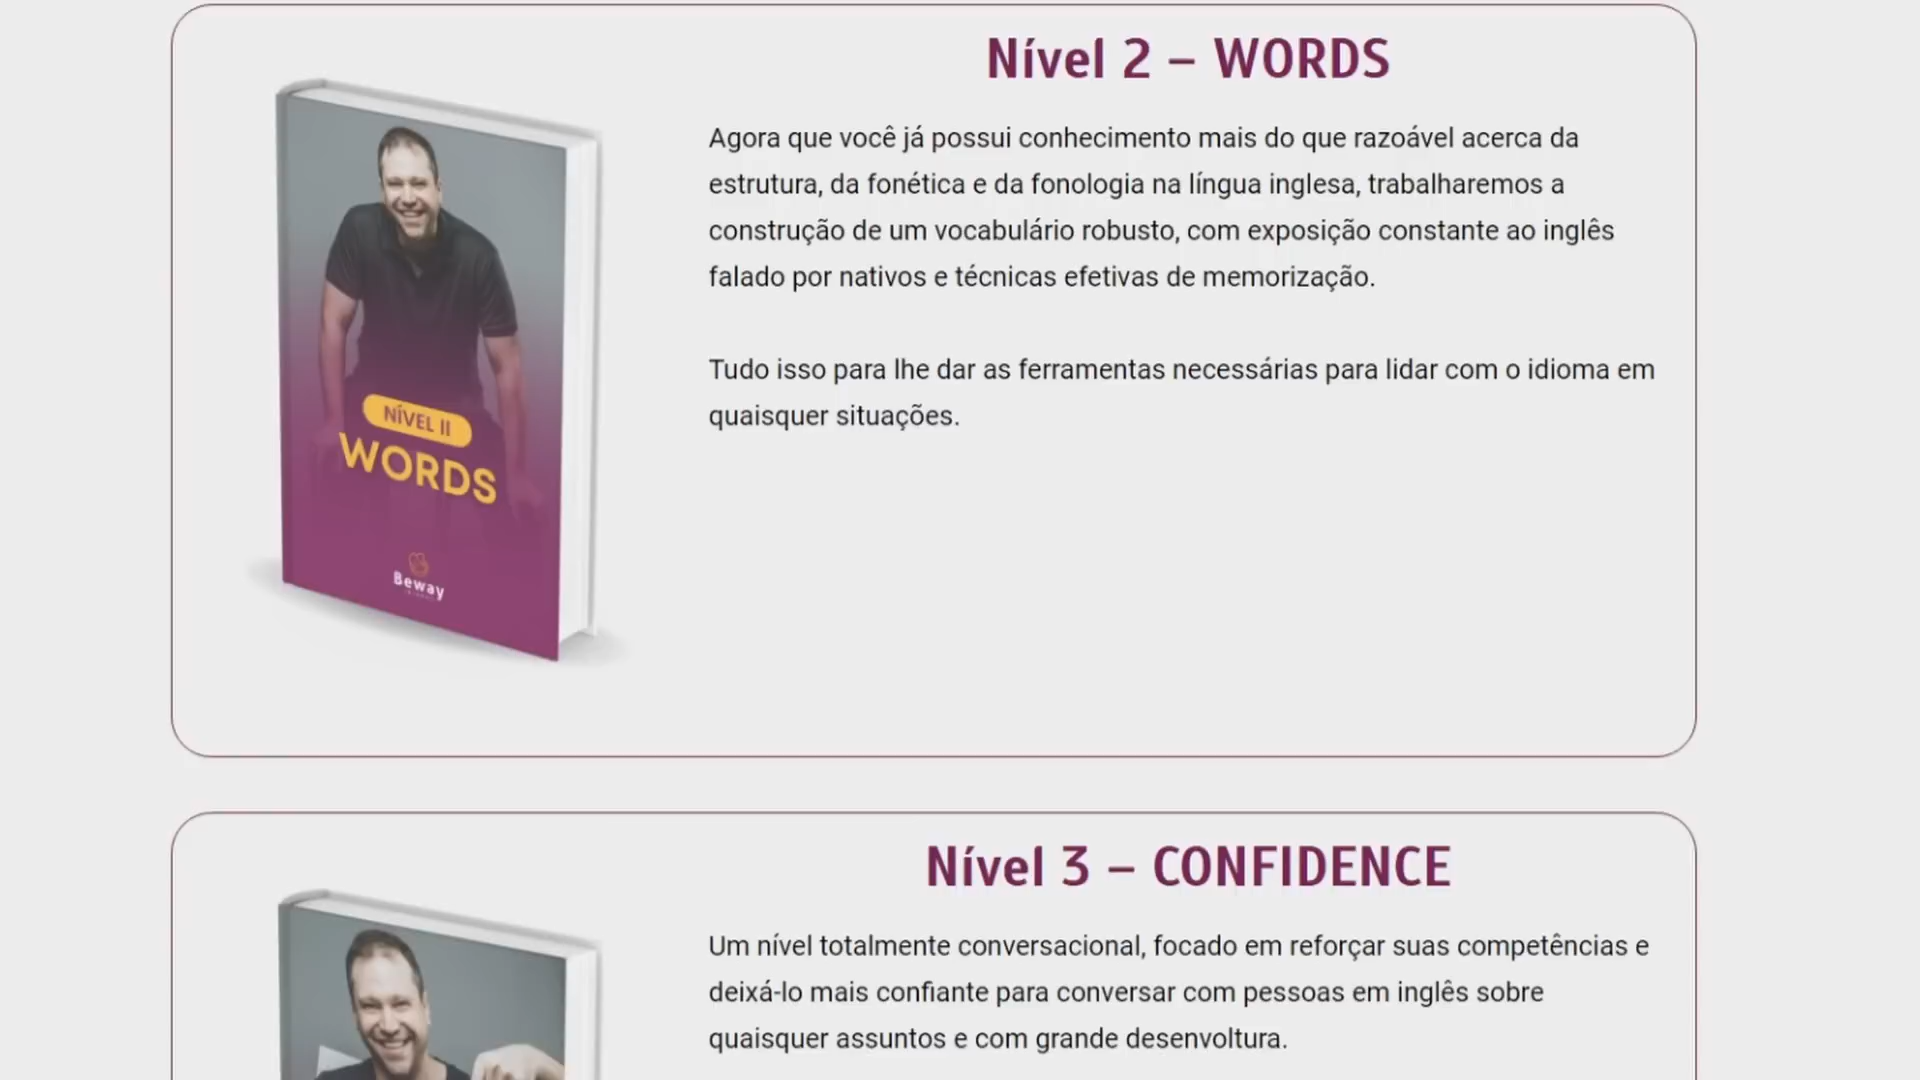 Nível 2 – WORDS
Agora que você já possui conhecimento mais do que razoável acerca da
estrutura, da fonética e da fonologia na língua inglesa, trabalharemos a
construção de um vocabulário robusto, com exposição constante ao inglês
falado por nativos e técnicas efetivas de memorização.
Tudo isso para lhe dar as ferramentas necessárias para lidar com o idioma em
quaisquer situações.
NÍVEL II
WORDS
Beway
Nível 3 – CONFIDENCE
Um nível totalmente conversacional, focado em reforçar suas competências e
deixá-lo mais confiante para conversar com pessoas em inglês sobre
quaisquer assuntos e com grande desenvoltura.